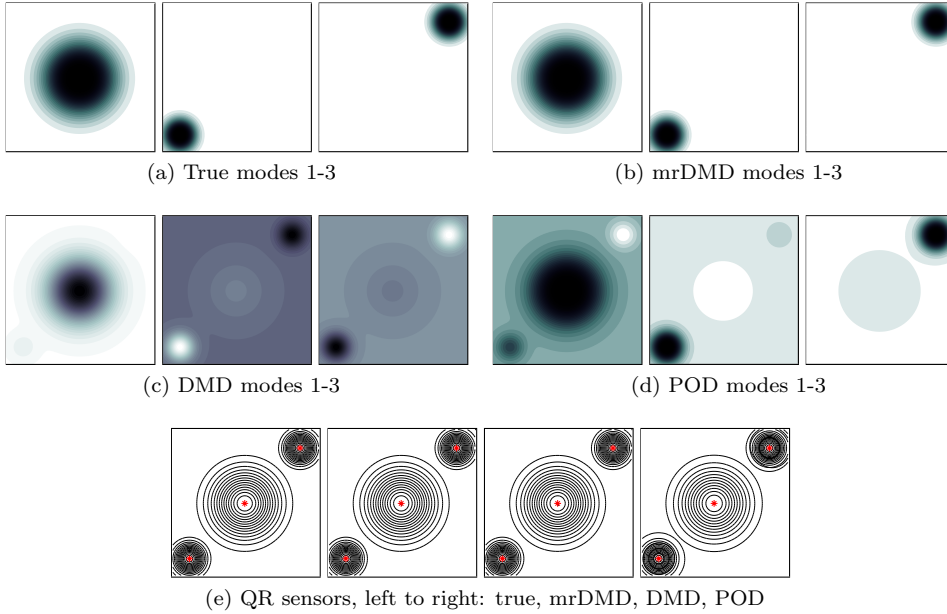 (a) True modes 1-3
(b) mrDMD modes 1-3
(c) DMD modes 1-3
(d) POD modes 1-3
(e) QR sensors, left to right: true, mrDMD, DMD, POD